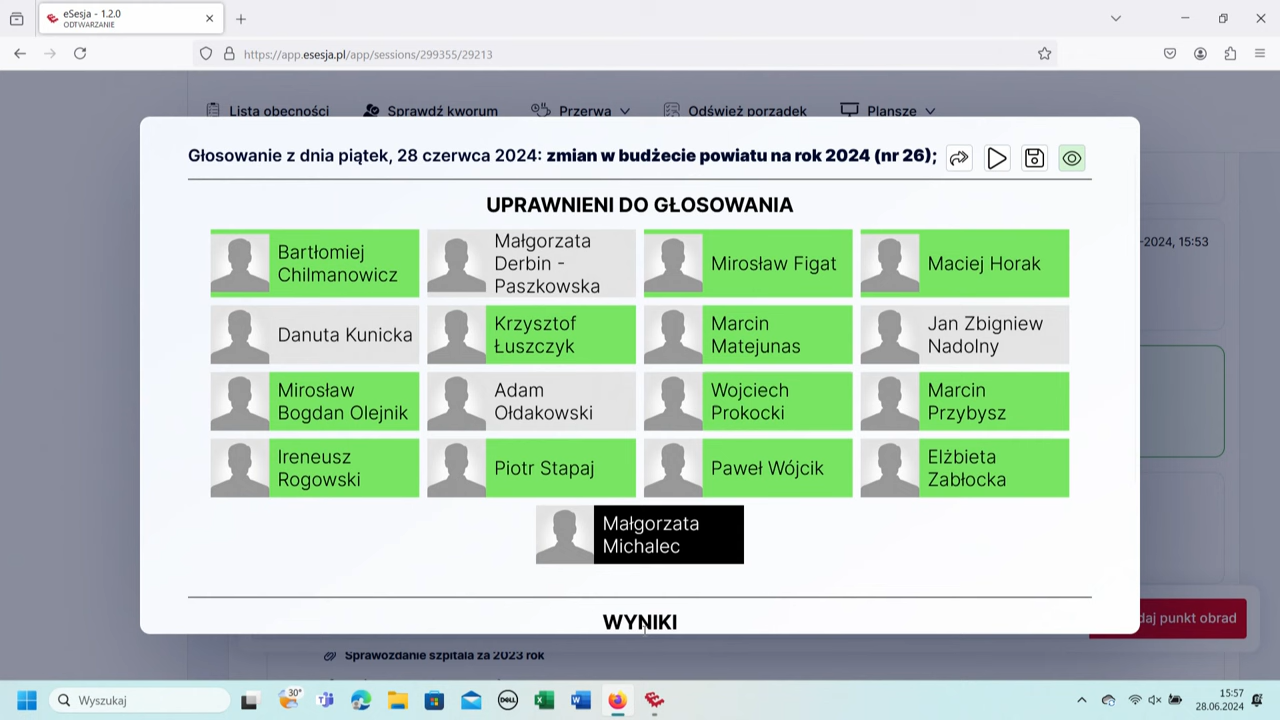 eSesja - 1.2.0
ODTWARZANIE
https://app.esesja.pl/app/sessions/299355/29213
Lista obecności Sprawdź kworum Przerwa Odśwież porządek Plansze
Głosowanie z dnia piątek, 28 czerwca 2024: zmian w budżecie powiatu na rok 2024 (nr 26);
UPRAWNIENI DO GŁOSOWANIA
Bartłomiej
Chilmanowicz
Małgorzata
Derbin -
Paszkowska
Mirosław Figat
Maciej Horak
-2024, 15:53
Danuta Kunicka
Krzysztof
Łuszczyk
Marcin
Matejunas
Jan Zbigniew
Nadolny
Mirosław
Bogdan Olejnik
Adam
Ołdakowski
Wojciech
Prokocki
Marcin
Przybysz
Ireneusz
Rogowski
Piotr Stapaj
Paweł Wójcik
Elżbieta
Zabłocka
Małgorzata
Michalec
WYNIKI
daj punkt obrad
Sprawozdanie szpitala za 2023 rok
Wyszukaj
30°
DELL
15:57
28.06.2024